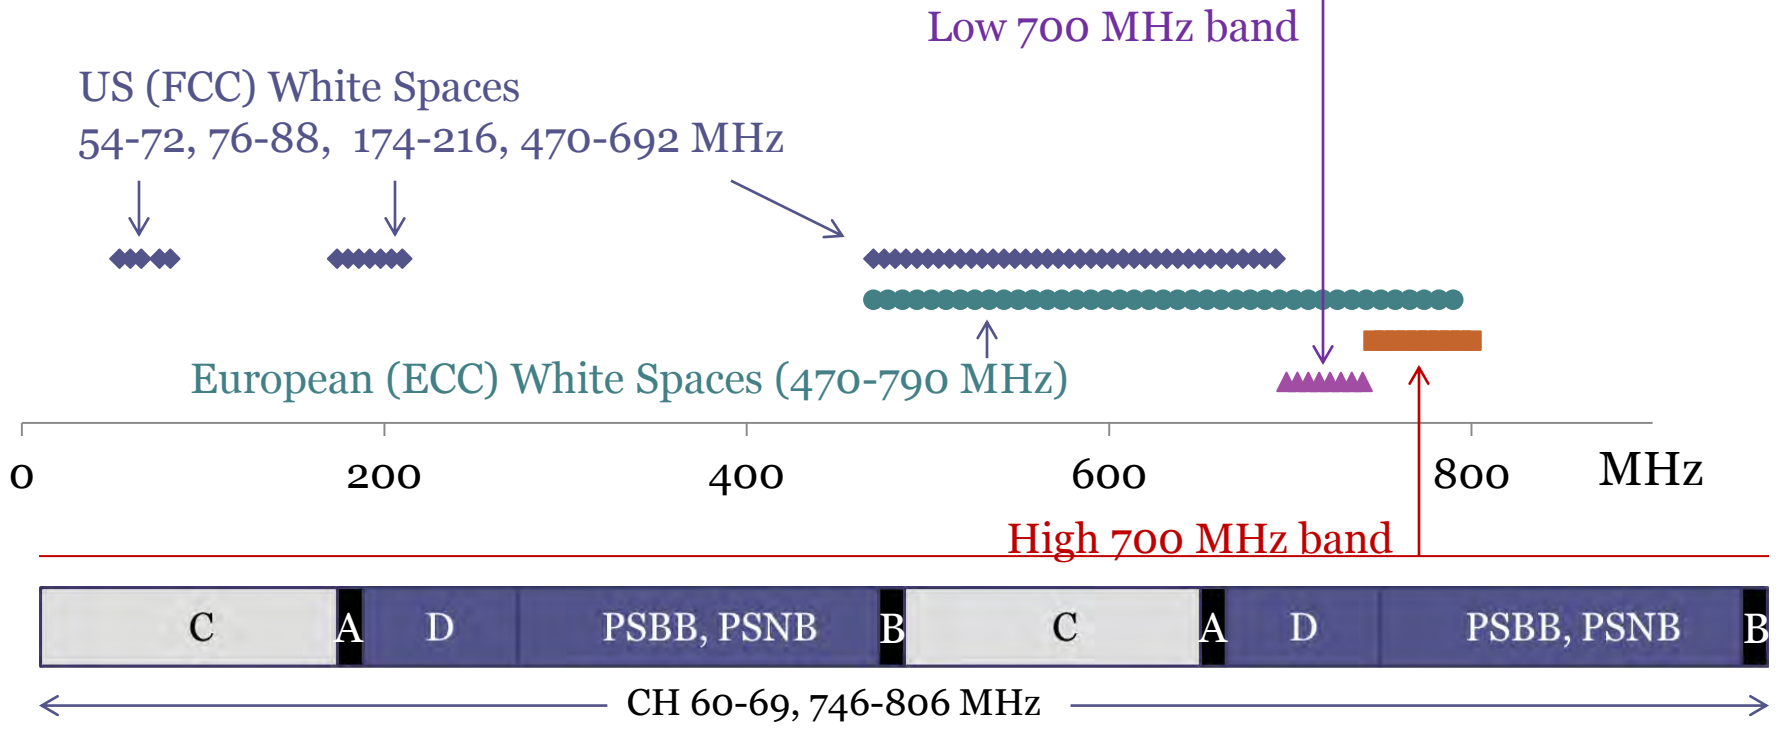 Low 700 MHz band
US (FCC) White Spaces
54-72, 76-88, 174-216, 470-692 MHz
European (ECC) White Spaces (470-790 MHz)
0 200 400 600 800 MHz
High 700 MHz band
C A D PSBB, PSNB B C A D PSBB, PSNB B
CH 60-69, 746-806 MHz